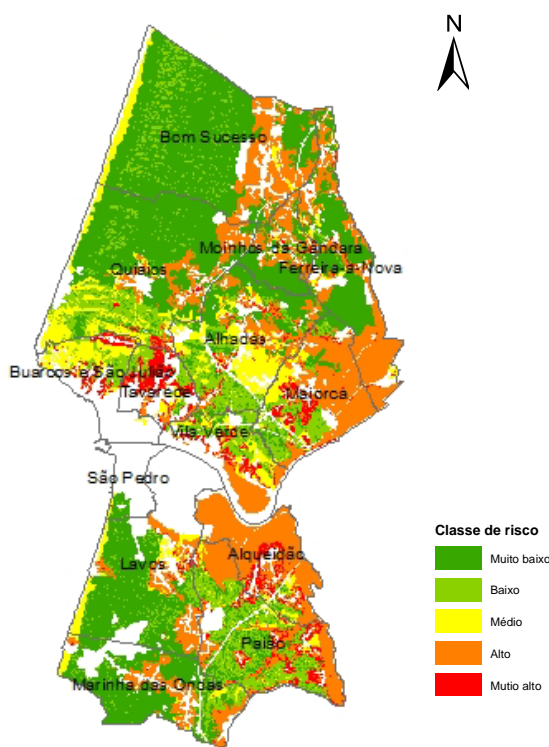 N
Bom Sucesso
Moinhos da Gândara
Quiaios
Ferreira-a-Nova
Alhadas
Buarcos e São Julião
Tavarede
Maiorca
Vila Verde
São Pedro
Alqueidão
Lavos
Paião
Marinha das Ondas
Classe de risco
Muito baixo
Baixo
Médio
Alto
Mutio alto